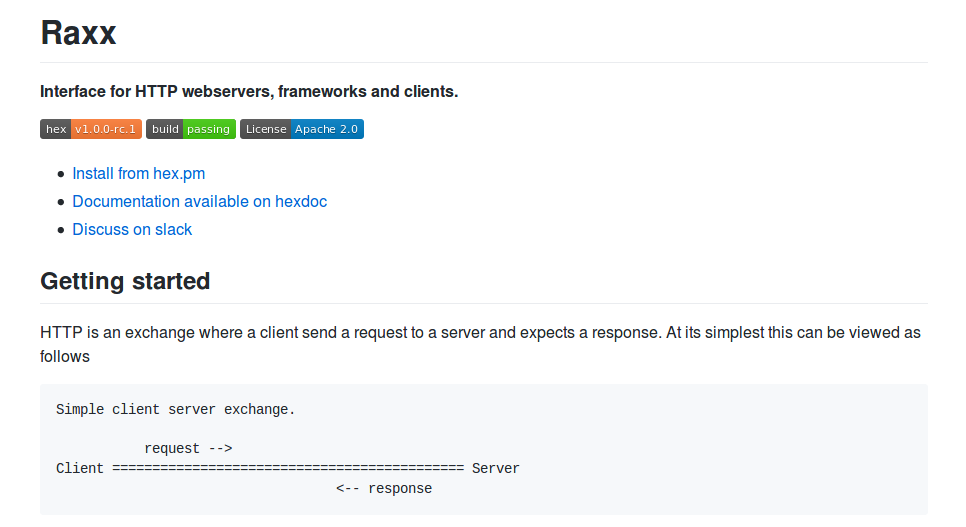 Raxx
Interface for HTTP webservers, frameworks and clients.
hex v1.0.0-rc.1 build passing License Apache 2.0
Install from hex.pm
Documentation available on hexdoc
Discuss on slack
Getting started
HTTP is an exchange where a client send a request to a server and expects a response. At its simplest this can be viewed as
follows
Simple client server exchange.
request -->
Client ============================================ Server
<-- response